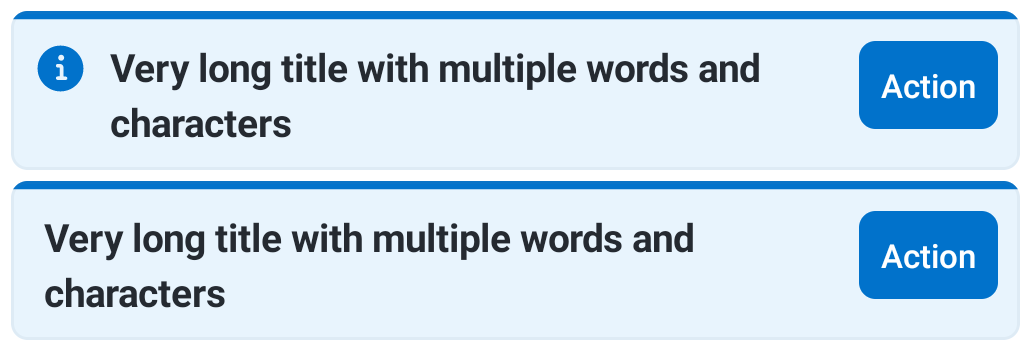 Very long title with multiple words and
characters
Action
Very long title with multiple words and
characters
Action